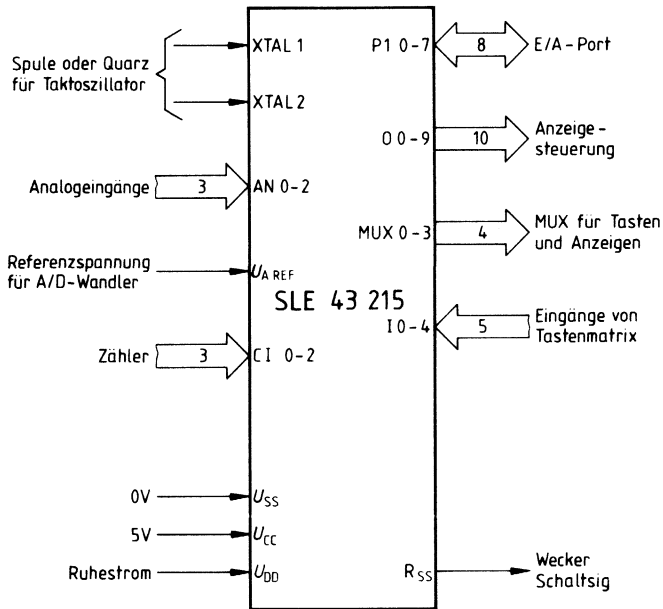 Spule oder Quarz
für Taktoszillator
XTAL 1
XTAL 2
Analogeingänge
3
AN 0-2
Referenzspannung
für A/D-Wandler
U A REF
Zähler
3
CI 0-2
0V
USS
5V
UCC
Ruhestrom
UDD
SLE 43 215
P1 0-7
8
E/A-Port
O 0-9
10
Anzeige-
steuerung
MUX 0-3
4
MUX für Tasten
und Anzeigen
I 0-4
5
Eingänge von
Tastenmatrix
RSS
Wecker
Schaltsig